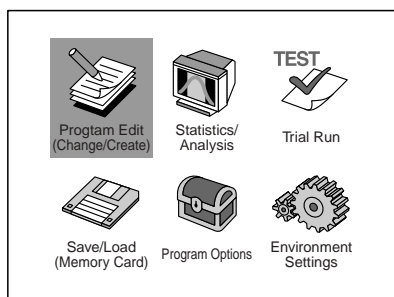 Progtam Edit
(Change/Create)
Statistics/
Analysis
TEST
Trial Run
Save/Load
(Memory Card)
Program Options
Environment
Settings